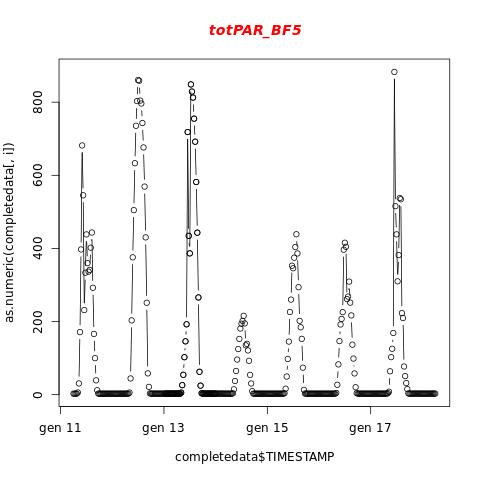 totPAR_BF5
as.numeric(completedata[, i])
800
600
400
200
0
gen 11
gen 13
gen 15
gen 17
completedata$TIMESTAMP